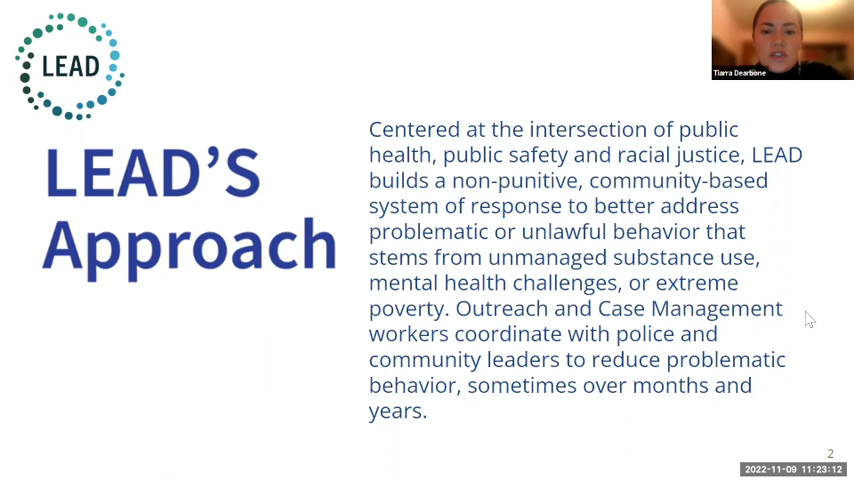 LEAD
Tiarra Dearbone
LEAD'S
Approach
Centered at the intersection of public
health, public safety and racial justice, LEAD
builds a non-punitive, community-based
system of response to better address
problematic or unlawful behavior that
stems from unmanaged substance use,
mental health challenges, or extreme
poverty. Outreach and Case Management
workers coordinate with police and
community leaders to reduce problematic
behavior, sometimes over months and
years.
2
2022-11-09 11:23:12